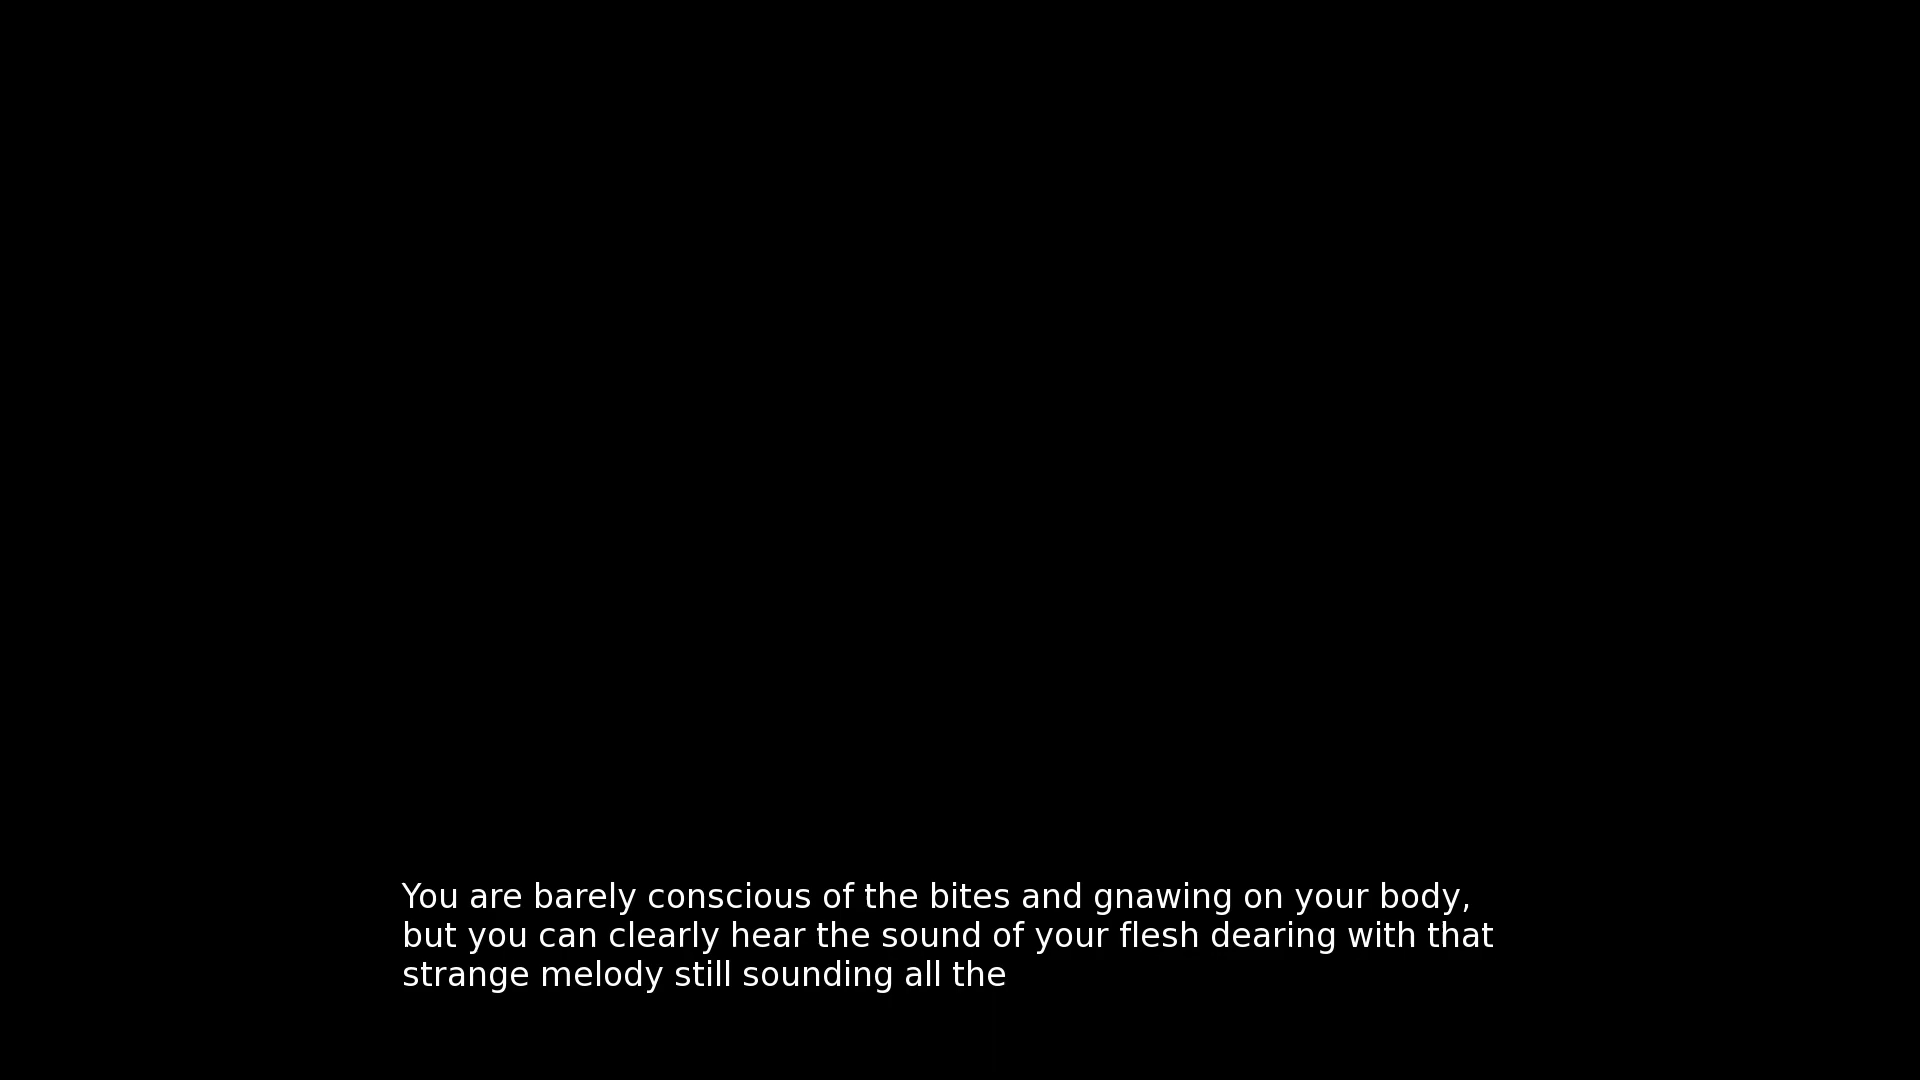 You are barely conscious of the bites and gnawing on your body,
but you can clearly hear the sound of your flesh dearing with that
strange melody still sounding all the